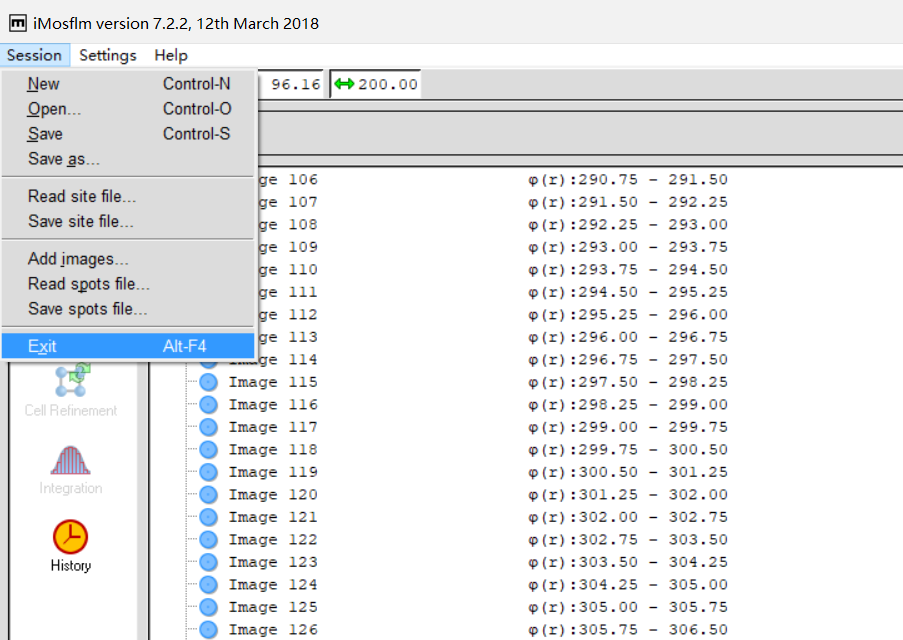 iMosflm version 7.2.2, 12th March 2018
Session Settings Help
96.16 200.00
New Control-N
Open... Control-O
Save Control-S
Save as...
Read site file...
Save site file...
Add images...
Read spots file...
Save spots file...
Exit Alt-F4
Cell Refinement
Integration
History
ge 106 φ(r):290.75 - 291.50
ge 107 φ(r):291.50 - 292.25
ge 108 φ(r):292.25 - 293.00
ge 109 φ(r):293.00 - 293.75
ge 110 φ(r):293.75 - 294.50
ge 111 φ(r):294.50 - 295.25
ge 112 φ(r):295.25 - 296.00
ge 113 φ(r):296.00 - 296.75
Image 114 φ(r):296.75 - 297.50
Image 115 φ(r):297.50 - 298.25
Image 116 φ(r):298.25 - 299.00
Image 117 φ(r):299.00 - 299.75
Image 118 φ(r):299.75 - 300.50
Image 119 φ(r):300.50 - 301.25
Image 120 φ(r):301.25 - 302.00
Image 121 φ(r):302.00 - 302.75
Image 122 φ(r):302.75 - 303.50
Image 123 φ(r):303.50 - 304.25
Image 124 φ(r):304.25 - 305.00
Image 125 φ(r):305.00 - 305.75
Image 126 φ(r):305.75 - 306.50